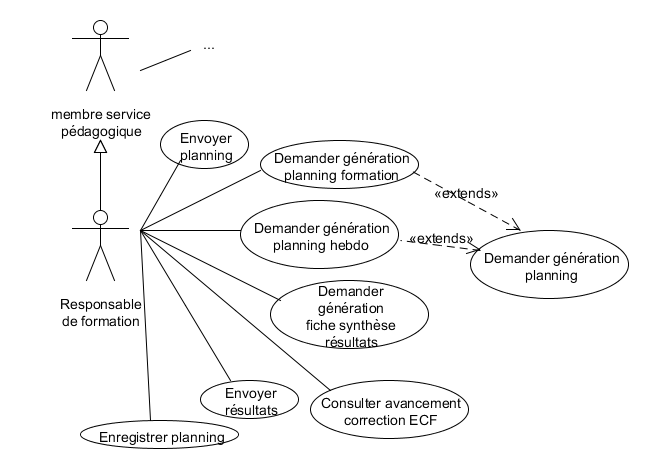 ...
membre service
pédagogique
Envoyer
planning
Demander génération
planning formation
«extends»
Demander génération
planning hebdo
«extends»
Demander génération
planning
Responsable
de formation
Demander
génération
fiche synthèse
résultats
Envoyer
résultats
Consulter avancement
correction ECF
Enregistrer planning